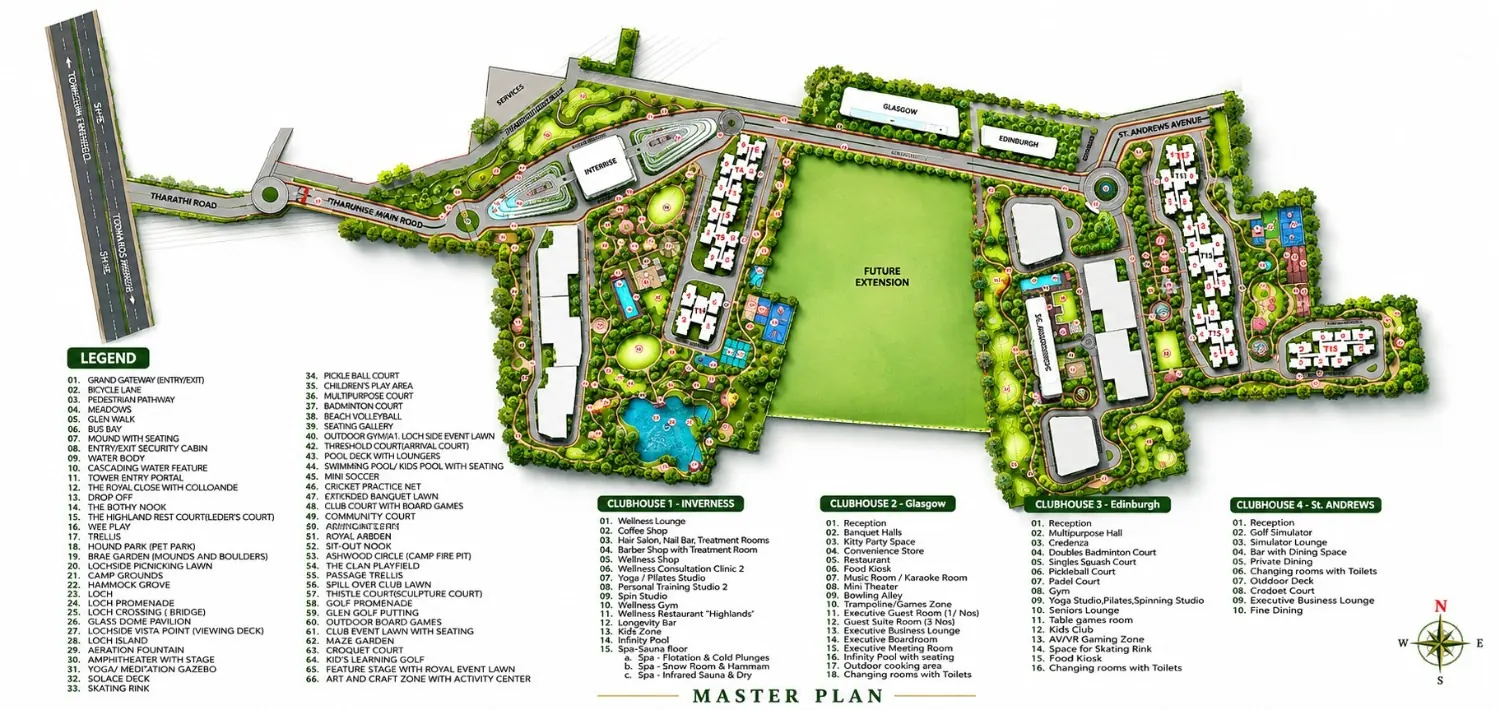 SERVICES
GLASGOW
EDINBURGH
ST. ANDREWS AVENUE
INTERRISE
THARATHI ROAD
THARUNISE MAIN ROOD
FUTURE
EXTENSION
LEGEND
01. GRAND GATEWAY (ENTRY/EXIT)
02. BICYCLE LANE
03. PEDESTRIAN PATHWAY
04. MEADOWS
05. GLEN WALK
06. BUS BAY
07. MOUND WITH SEATING
08. ENTRY/EXIT SECURITY CABIN
09. WATER BODY
10. CASCADING WATER FEATURE
11. TOWER ENTRY PORTAL
12. THE ROYAL CLOSE WITH COLLOANDE
13. DROP OFF
14. THE BOTHY NOOK
15. THE HIGHLAND REST COURT(LEDER'S COURT)
16. WEE PLAY
17. TRELLIS
18. HOUND PARK (PET PARK)
19. BRAE GARDEN (MOUNDS AND BOULDERS)
20. LOCHSIDE PICNICKING LAWN
21. CAMP GROUNDS
22. HAMMOCK GROVE
23. LOCH
24. LOCH PROMENADE
25. LOCH CROSSING ( BRIDGE)
26. GLASS DOME PAVILION
27. LOCHSIDE VISTA POINT (VIEWING DECK)
28. LOCH ISLAND
29. AERATION FOUNTAIN
30. AMPHITHEATER WITH STAGE
31. YOGA/ MEDITATION GAZEBO
32. SOLACE DECK
33. SKATING RINK
34. PICKLE BALL COURT
35. CHILDREN'S PLAY AREA
36. MULTIPURPOSE COURT
37. BADMINTON COURT
38. BEACH VOLLEYBALL
39. SEATING GALLERY
40. OUTDOOR GYM/A1. LOCH SIDE EVENT LAWN
42. THRESHOLD COURT(ARRIVAL COURT)
43. POOL DECK WITH LOUNGERS
44. SWIMMING POOL/ KIDS POOL WITH SEATING
45. MINI SOCCER
46. CRICKET PRACTICE NET
47. BANQUET LAWN
48. CLUB COURT WITH BOARD GAMES
49. COMMUNITY COURT
51. ROYAL ARBDEN
52. SIT-OUT NOOK
53. ASHWOOD CIRCLE (CAMP FIRE PIT)
54. THE CLAN PLAYFIELD
55. PASSAGE TRELLIS
56. SPILL OVER CLUB LAWN
57. THISTLE COURT(SCULPTURE COURT)
58. GOLF PROMENADE
59. GLEN GOLF PUTTING
60. OUTDOOR BOARD GAMES
61. CLUB EVENT LAWN WITH SEATING
62. MAZE GARDEN
63. CROQUET COURT
64. KID'S LEARNING GOLF
65. FEATURE STAGE WITH ROYAL EVENT LAWN
66. ART AND CRAFT ZONE WITH ACTIVITY CENTER
CLUBHOUSE 1 - INVERNESS
01. Wellness Lounge
02. Coffee Shop
03. Hair Salon, Nail Bar, Treatment Rooms
04. Barber Shop with Treatment Room
05. Wellness Shop
06. Wellness Consultation Clinic 2
07. Yoga / Pllates Studio
08. Personal Training Studio 2
09. Spin Studio
10. Wellness Gym
11. Wellness Restaurant "Highlands"
12. Longevity Bar
13. Kids Zone
14. Infinity Pool
15. Spa-Sauna floor
a. Spa - Flotation & Cold Plunges
b. Spa - Snow Room & Hammam
c. Spa - Infrared Sauna & Dry
CLUBHOUSE 2 - Glasgow
01. Reception
02. Banquet Halls
03. Kitty Party Space
04. Convenience Store
05. Restaurant
06. Food Kiosk
07. Music Room / Karaoke Room
08. Mini Theater
09. Bowling Alley
10. Trampoline/Games Zone
11. Executive Guest Room (1/ Nos)
12. Guest Suite Room (3 Nos)
13. Executive Business Lounge
14. Executive Boardroom
15. Executive Meeting Room
16. Infinity Pool with seating
17. Outdoor cooking area
18. Changing rooms with Toilets
CLUBHOUSE 3 - Edinburgh
01. Reception
02. Multipurpose Hall
03. Credenza
04. Doubles Badminton Court
05. Singles Squash Court
06. Pickleball Court
07. Padel Court
08. Gym
09. Yoga Studio,Pilates,Spinning Studio
10. Seniors Lounge
11. Table games room
12. Kids Club
13. AV/VR Gaming Zone
14. Space for Skating Rink
15. Food Kiosk
16. Changing rooms with Toilets
CLUBHOUSE 4 - St. ANDREWS
01. Reception
02. Golf Simulator
03. Simulator Lounge
04. Bar with Dining Space
05. Private Dining
06. Changing rooms with Toilets
07. Olddoor Deck
08. Crodoet Court
09. Executive Business Lounge
10. Fine Dining
N
W E
S
MASTER PLAN